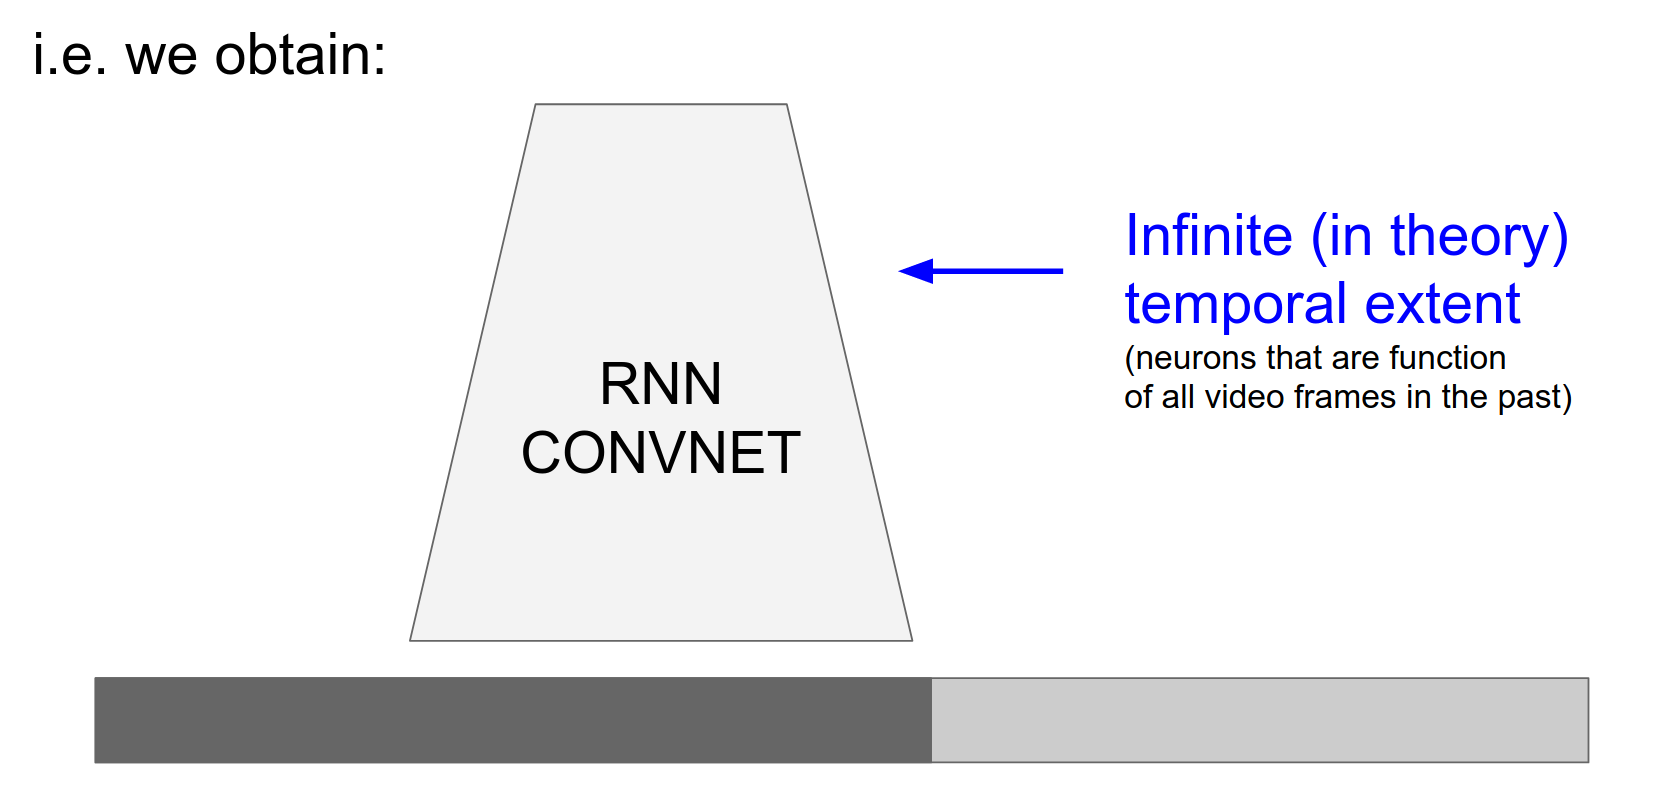 i.e. we obtain:
Infinite (in theory)
temporal extent
(neurons that are function
of all video frames in the past)
RNN
CONVNET